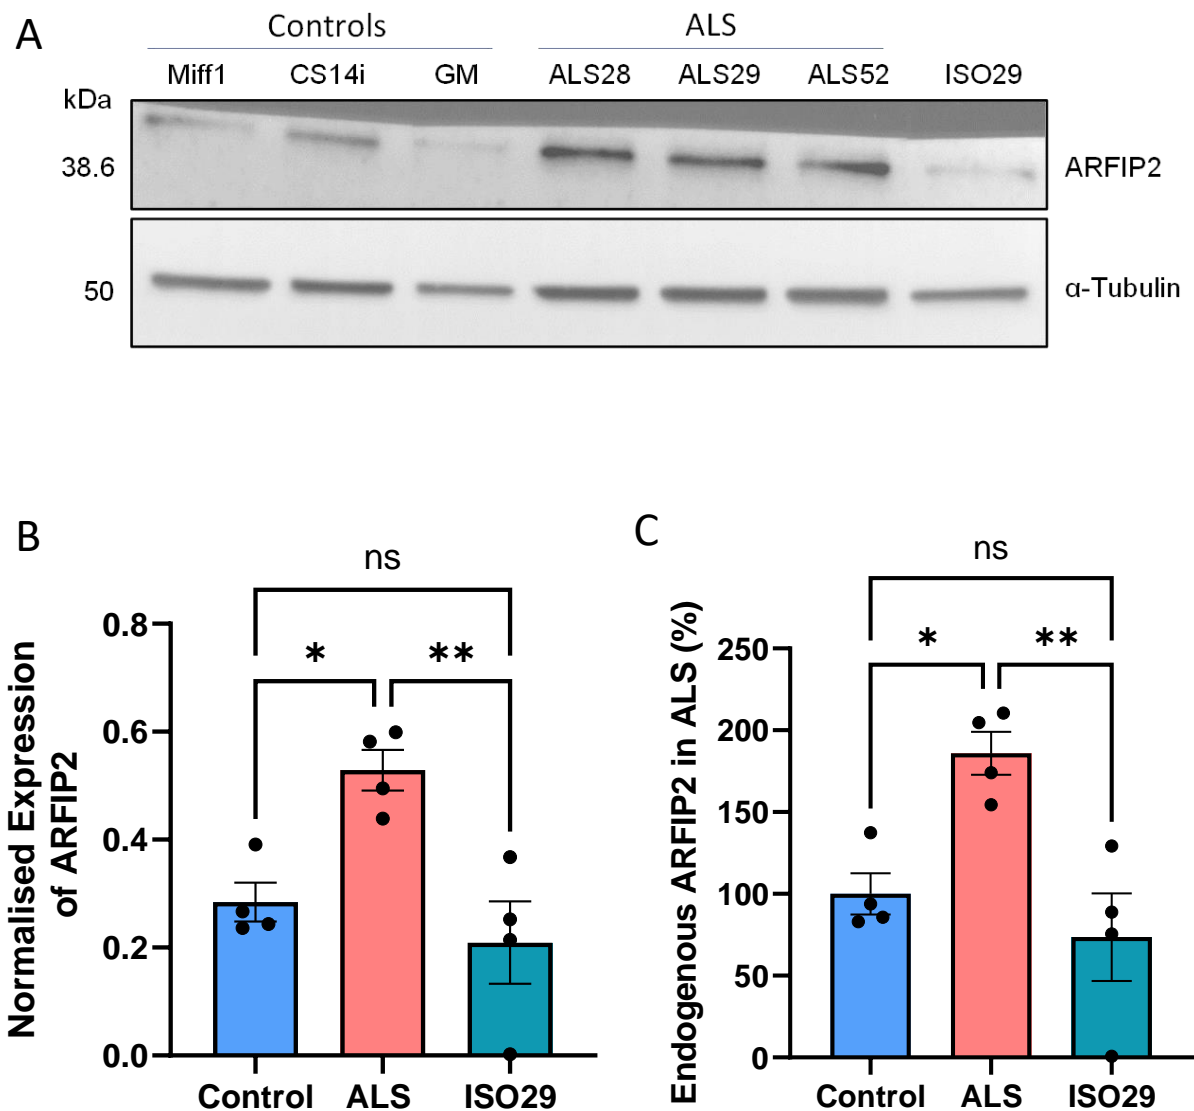 A
Controls
ALS
Miff1
CS14i
GM
ALS28
ALS29
ALS52
ISO29
kDa
38.6
ARFIP2
50
α-Tubulin
B
ns
*
**
0.8
0.6
0.4
0.2
0.0
Normalised Expression
of ARFIP2
Control
ALS
ISO29
C
ns
*
**
250
200
150
100
50
0
Endogenous ARFIP2 in ALS (%)
Control
ALS
ISO29